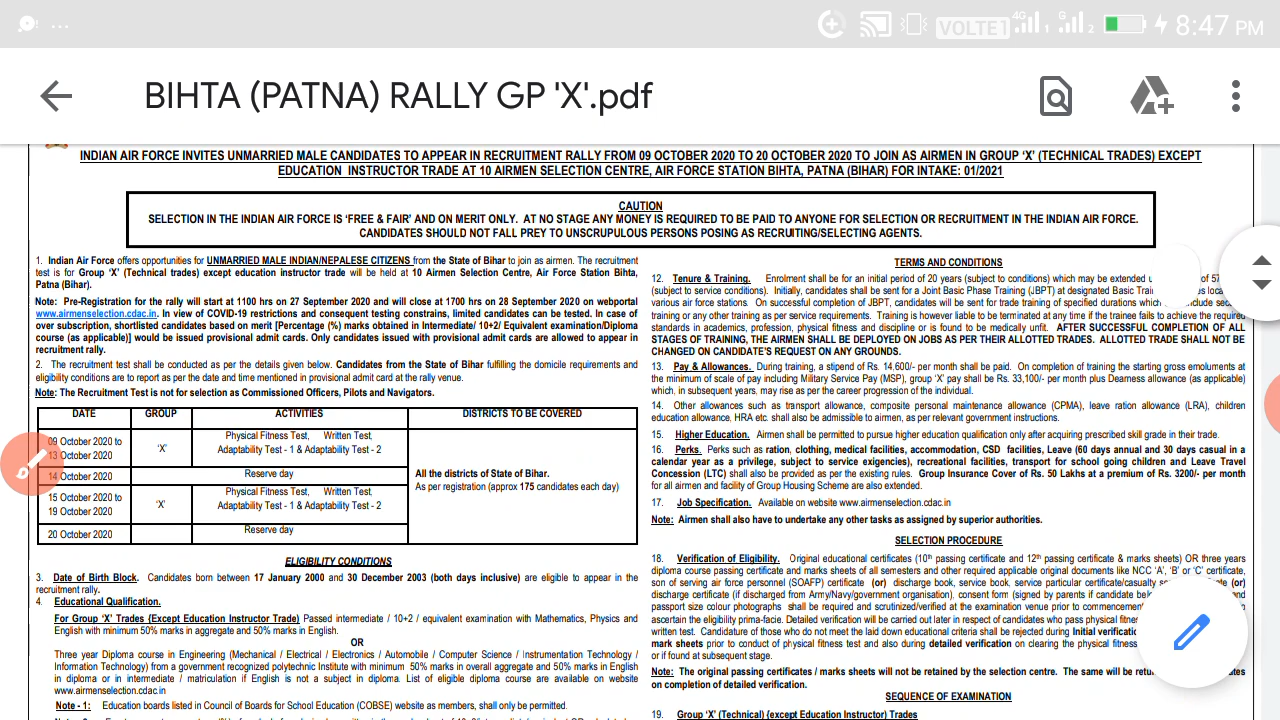 VOLTE1 4G 1 G 2 8:47 PM
BIHTA (PATNA) RALLY GP 'X'.pdf
INDIAN AIR FORCE INVITES UNMARRIED MALE CANDIDATES TO APPEAR IN RECRUITMENT RALLY FROM 09 OCTOBER 2020 TO 20 OCTOBER 2020 TO JOIN AS AIRMEN IN GROUP 'X' (TECHNICAL TRADES) EXCEPT
EDUCATION INSTRUCTOR TRADE AT 10 AIRMEN SELECTION CENTRE, AIR FORCE STATION BIHTA, PATNA (BIHAR) FOR INTAKE: 01/2021
CAUTION
SELECTION IN THE INDIAN AIR FORCE IS 'FREE & FAIR' AND ON MERIT ONLY. AT NO STAGE ANY MONEY IS REQUIRED TO BE PAID TO ANYONE FOR SELECTION OR RECRUITMENT IN THE INDIAN AIR FORCE.
CANDIDATES SHOULD NOT FALL PREY TO UNSCRUPULOUS PERSONS POSING AS RECRUITING/SELECTING AGENTS.
1. Indian Air Force offers opportunities for UNMARRIED MALE INDIAN/NEPALESE CITIZENS from the State of Bihar to join as airmen. The recruitment
test is for Group 'X' (Technical trades) except education instructor trade will be held at 10 Airmen Selection Centre, Air Force Station Bihta,
Patna (Bihar).
Note: Pre-Registration for the rally will start at 1100 hrs on 27 September 2020 and will close at 1700 hrs on 28 September 2020 on webportal
www.airmenselection.cdac.in. In view of COVID-19 restrictions and consequent testing constrains, limited candidates can be tested. In case of
over subscription, shortlisted candidates based on merit [Percentage (%) marks obtained in Intermediate/ 10+2/ Equivalent examination/Diploma
course (as applicable)] would be issued provisional admit cards. Only candidates issued with provisional admit cards are allowed to appear in
recruitment rally.
2. The recruitment test shall be conducted as per the details given below. Candidates from the State of Bihar fulfilling the domicile requirements and
eligibility conditions are to report as per the date and time mentioned in provisional admit card at the rally venue.
Note: The Recruitment Test is not for selection as Commissioned Officers, Pilots and Navigators.
DATE GROUP ACTIVITIES DISTRICTS TO BE COVERED
09 October 2020 to
13 October 2020
'X'
Physical Fitness Test, Written Test,
Adaptability Test - 1 & Adaptability Test - 2
14 October 2020 Reserve day
15 October 2020 to
19 October 2020
'X'
Physical Fitness Test, Written Test,
Adaptability Test - 1 & Adaptability Test - 2
20 October 2020 Reserve day
All the districts of State of Bihar.
As per registration (approx 175 candidates each day)
ELIGIBILITY CONDITIONS
3. Date of Birth Block. Candidates born between 17 January 2000 and 30 December 2003 (both days inclusive) are eligible to appear in the
recruitment rally.
4. Educational Qualification.
For Group 'X' Trades {Except Education Instructor Trade) Passed intermediate / 10+2 / equivalent examination with Mathematics, Physics and
English with minimum 50% marks in aggregate and 50% marks in English.
OR
Three year Diploma course in Engineering (Mechanical / Electrical / Electronics / Automobile / Computer Science / Instrumentation Technology /
Information Technology) from a government recognized polytechnic Institute with minimum 50% marks in overall aggregate and 50% marks in English
in diploma or in intermediate / matriculation if English is not a subject in diploma. List of eligible diploma course are available on website
www.airmenselection.cdac.in
Note - 1: Education boards listed in Council of Boards for School Education (COBSE) website as members, shall only be permitted.
TERMS AND CONDITIONS
12. Tenure & Training. Enrolment shall be for an initial period of 20 years (subject to conditions) which may be extended of 57
(subject to service conditions). Initially, candidates shall be sent for a Joint Basic Phase Training (JBPT) at designated Basic
various air force stations. On successful completion of JBPT, candidates will be sent for trade training of specified durations
training or any other training as per service requirements. Training is however liable to be terminated at any time if the trainee fails to achieve the required
standards in academics, profession, physical fitness and discipline or is found to be medically unfit. AFTER SUCCESSFUL COMPLETION OF ALL
STAGES OF TRAINING, THE AIRMEN SHALL BE DEPLOYED ON JOBS AS PER THEIR ALLOTTED TRADES. ALLOTTED TRADE SHALL NOT BE
CHANGED ON CANDIDATE'S REQUEST ON ANY GROUNDS.
13. Pay & Allowances. During training, a stipend of Rs. 14,600/- per month shall be paid. On completion of training the starting gross emoluments at
the minimum of scale of pay including Military Service Pay (MSP), group 'X' pay shall be Rs. 33,100/- per month plus Dearness allowance (as applicable)
which, in subsequent years, may rise as per the career progression of the individual.
14. Other allowances such as transport allowance, composite personal maintenance allowance (CPMA), leave ration allowance (LRA), children
education allowance, HRA etc. shall also be admissible to airmen, as per relevant government instructions.
15. Higher Education. Airmen shall be permitted to pursue higher education qualification only after acquiring prescribed skill grade in their trade.
16. Perks. Perks such as ration, clothing, medical facilities, accommodation, CSD facilities, Leave (60 days annual and 30 days casual in a
calendar year as a privilege, subject to service exigencies), recreational facilities, transport for school going children and Leave Travel
Concession (LTC) shall also be provided as per the existing rules. Group Insurance Cover of Rs. 50 Lakhs at a premium of Rs. 3200/- per month
for all airmen and facility of Group Housing Scheme are also extended.
17. Job Specification. Available on website www.airmenselection.cdac.in
Note: Airmen shall also have to undertake any other tasks as assigned by superior authorities.
SELECTION PROCEDURE
18. Verification of Eligibility. Original educational certificates (10th passing certificate and 12th passing certificate & marks sheets) OR three years
diploma course passing certificate and marks sheets of all semesters and other required applicable original documents like NCC 'A', 'B' or 'C' certificate,
son of serving air force personnel (SOAFP) certificate (or) discharge book, service book, service particular certificate/casualty (or)
discharge certificate (if discharged from Army/Navy/government organisation), consent form (signed by parents if candidate and
passport size colour photographs shall be required and scrutinized/verified at the examination venue prior to
ascertain the eligibility prima-facie. Detailed verification will be carried out later in respect of candidates who pass physical
written test. Candidature of those who do not meet the laid down educational criteria shall be rejected during Initial
mark sheets prior to conduct of physical fitness test and also during detailed verification on clearing the physical
or if found at subsequent stage.
Note: The original passing certificates / marks sheets will not be retained by the selection centre. The same will be
on completion of detailed verification.
SEQUENCE OF EXAMINATION
19. Group 'X' (Technical) {except Education Instructor) Trades